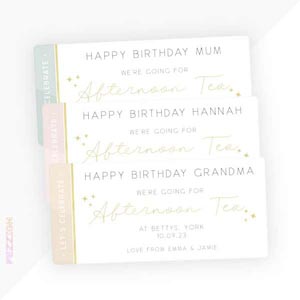 HAPPY BIRTHDAY MUM
WE'RE GOING FOR
Afternoon Tea
CELEBRATE •
HAPPY BIRTHDAY HANNAH
WE'RE GOING FOR
Afternoon Tea
CELEBRATE •
HAPPY BIRTHDAY GRANDMA
WE'RE GOING FOR
Afternoon Tea
AT BETTYS, YORK
10.09.23
LOVE FROM EMMA & JAMIE
• LET'S CELEBRATE •